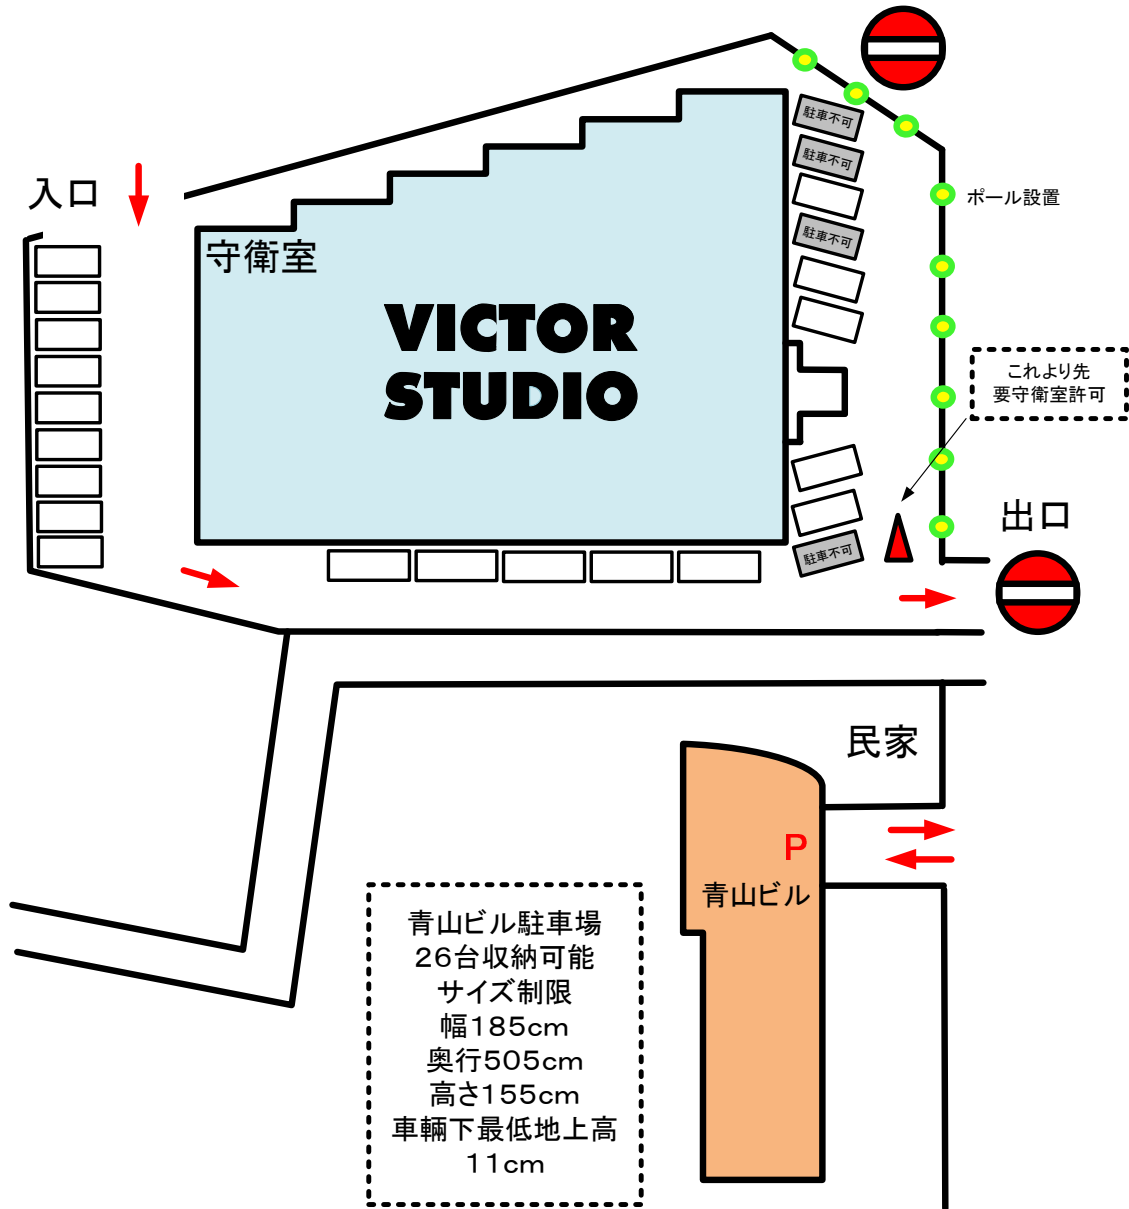 駐車不可
駐車不可
入口
ポール設置
駐車不可
守衛室
VICTOR
STUDIO
これより先
要守衛室許可
出口
駐車不可
民家
P
青山ビル
青山ビル駐車場
26台収納可能
サイズ制限
幅185cm
奥行505cm
高さ155cm
車輛下最低地上高
11cm